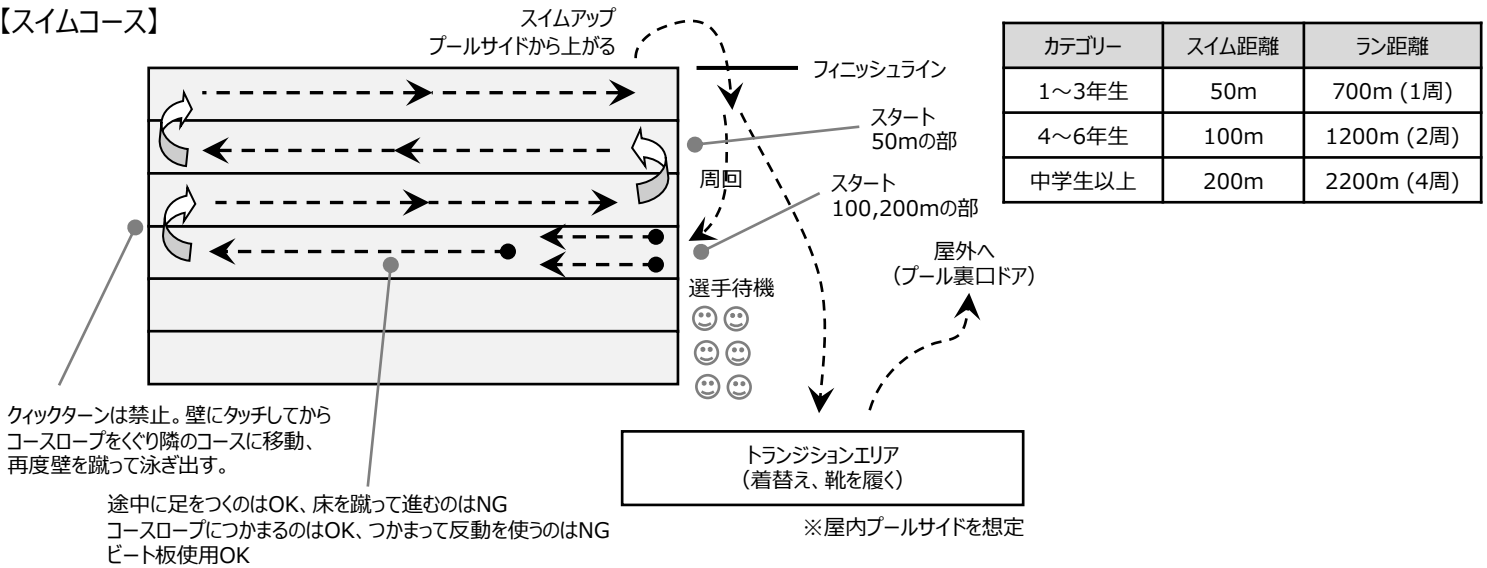 【スイムコース】
スイムアップ
プールサイドから上がる
フィニッシュライン
スタート
50mの部
周回
スタート
100,200mの部
選手待機
屋外へ
(プール裏口ドア)
カテゴリー スイム距離 ラン距離
1～3年生 50m 700m (1周)
4～6年生 100m 1200m (2周)
中学生以上 200m 2200m (4周)
クィックターンは禁止。壁にタッチしてから
コースロープをくぐり隣のコースに移動、
再度壁を蹴って泳ぎ出す。
トランジションエリア
(着替え、靴を履く)
※屋内プールサイドを想定
途中に足をつくのはOK、床を蹴って進むのはNG
コースロープにつかまるのはOK、つかまって反動を使うのはNG
ビート板使用OK